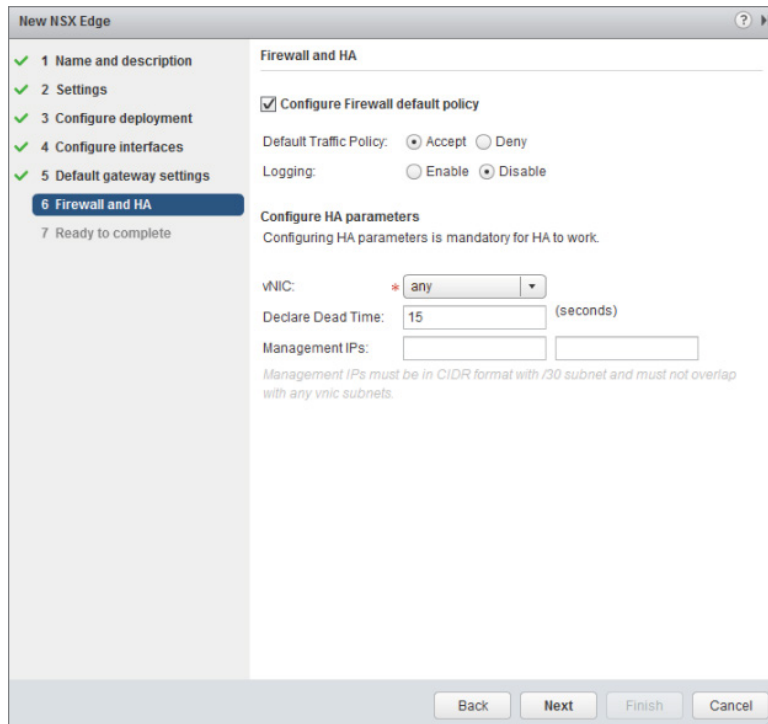 New NSX Edge
?
1 Name and description
2 Settings
3 Configure deployment
4 Configure interfaces
5 Default gateway settings
6 Firewall and HA
7 Ready to complete
Firewall and HA
Configure Firewall default policy
Default Traffic Policy: Accept Deny
Logging: Enable Disable
Configure HA parameters
Configuring HA parameters is mandatory for HA to work.
vNIC: * any
Declare Dead Time: 15 (seconds)
Management IPs:
Management IPs must be in CIDR format with /30 subnet and must not overlap
with any vnic subnets.
Back Next Finish Cancel